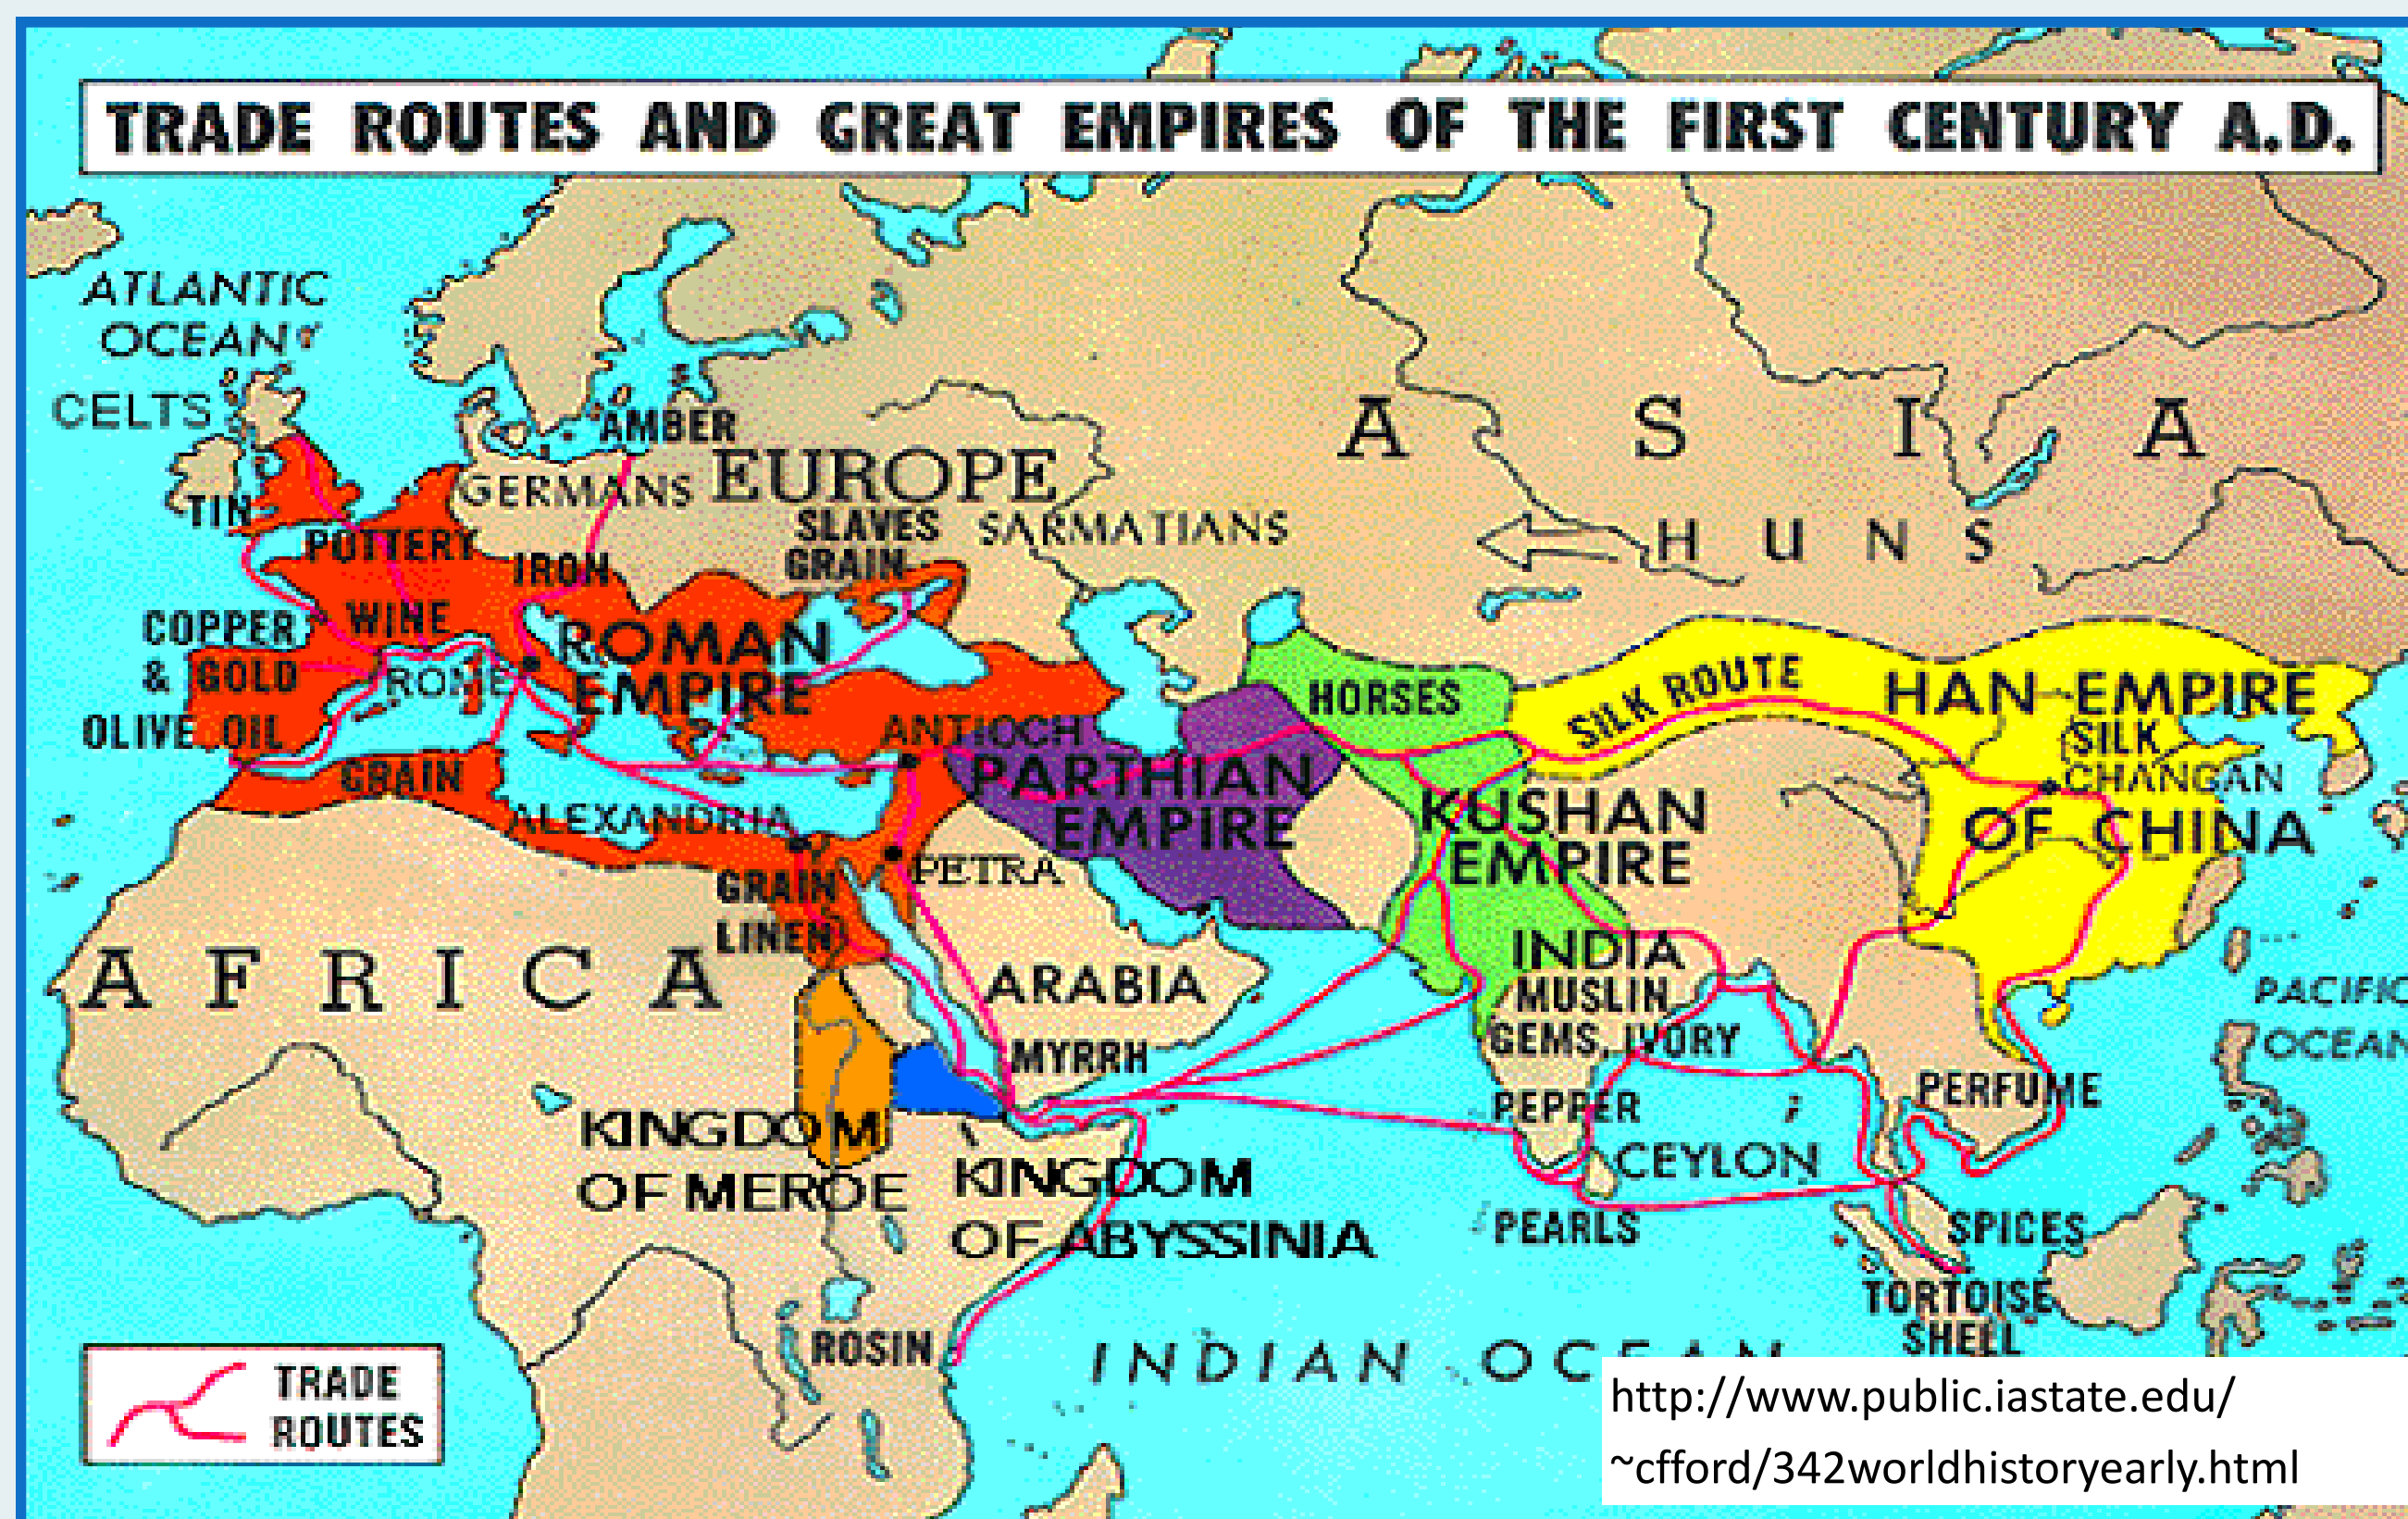 TRADE ROUTES AND GREAT EMPIRES OF THE FIRST CENTURY A.D.
ATLANTIC
OCEAN
CELTS
AMBER
EUROPE
GERMANS
TIN
SLAVES
GRAIN
SARMATIANS
A S I A
H U N S
POTTERY
IRON
COPPER
& GOLD
WINE
ROMAN
EMPIRE
ROME
OLIVE OIL
GRAIN
ANTIOCH
ALEXANDRIA
PARTHIAN
EMPIRE
HORSES
SILK ROUTE
HAN EMPIRE
SILK
CHANGAN
OF CHINA
KUSHAN
EMPIRE
PETRA
GRAIN
LINEN
A F R I C A
ARABIA
MYRRH
INDIA
MUSLIN
GEMS, IVORY
PEPPER
CEYLON
PEARLS
PERFUME
PACIFIC
OCEAN
KINGDOM
OF MEROE
KINGDOM
OF ABYSSINIA
SPICES
TORTOISE
SHELL
ROSIN
INDIAN OCEAN
TRADE
ROUTES
http://www.public.iastate.edu/
~cfford/342worldhistoryearly.html